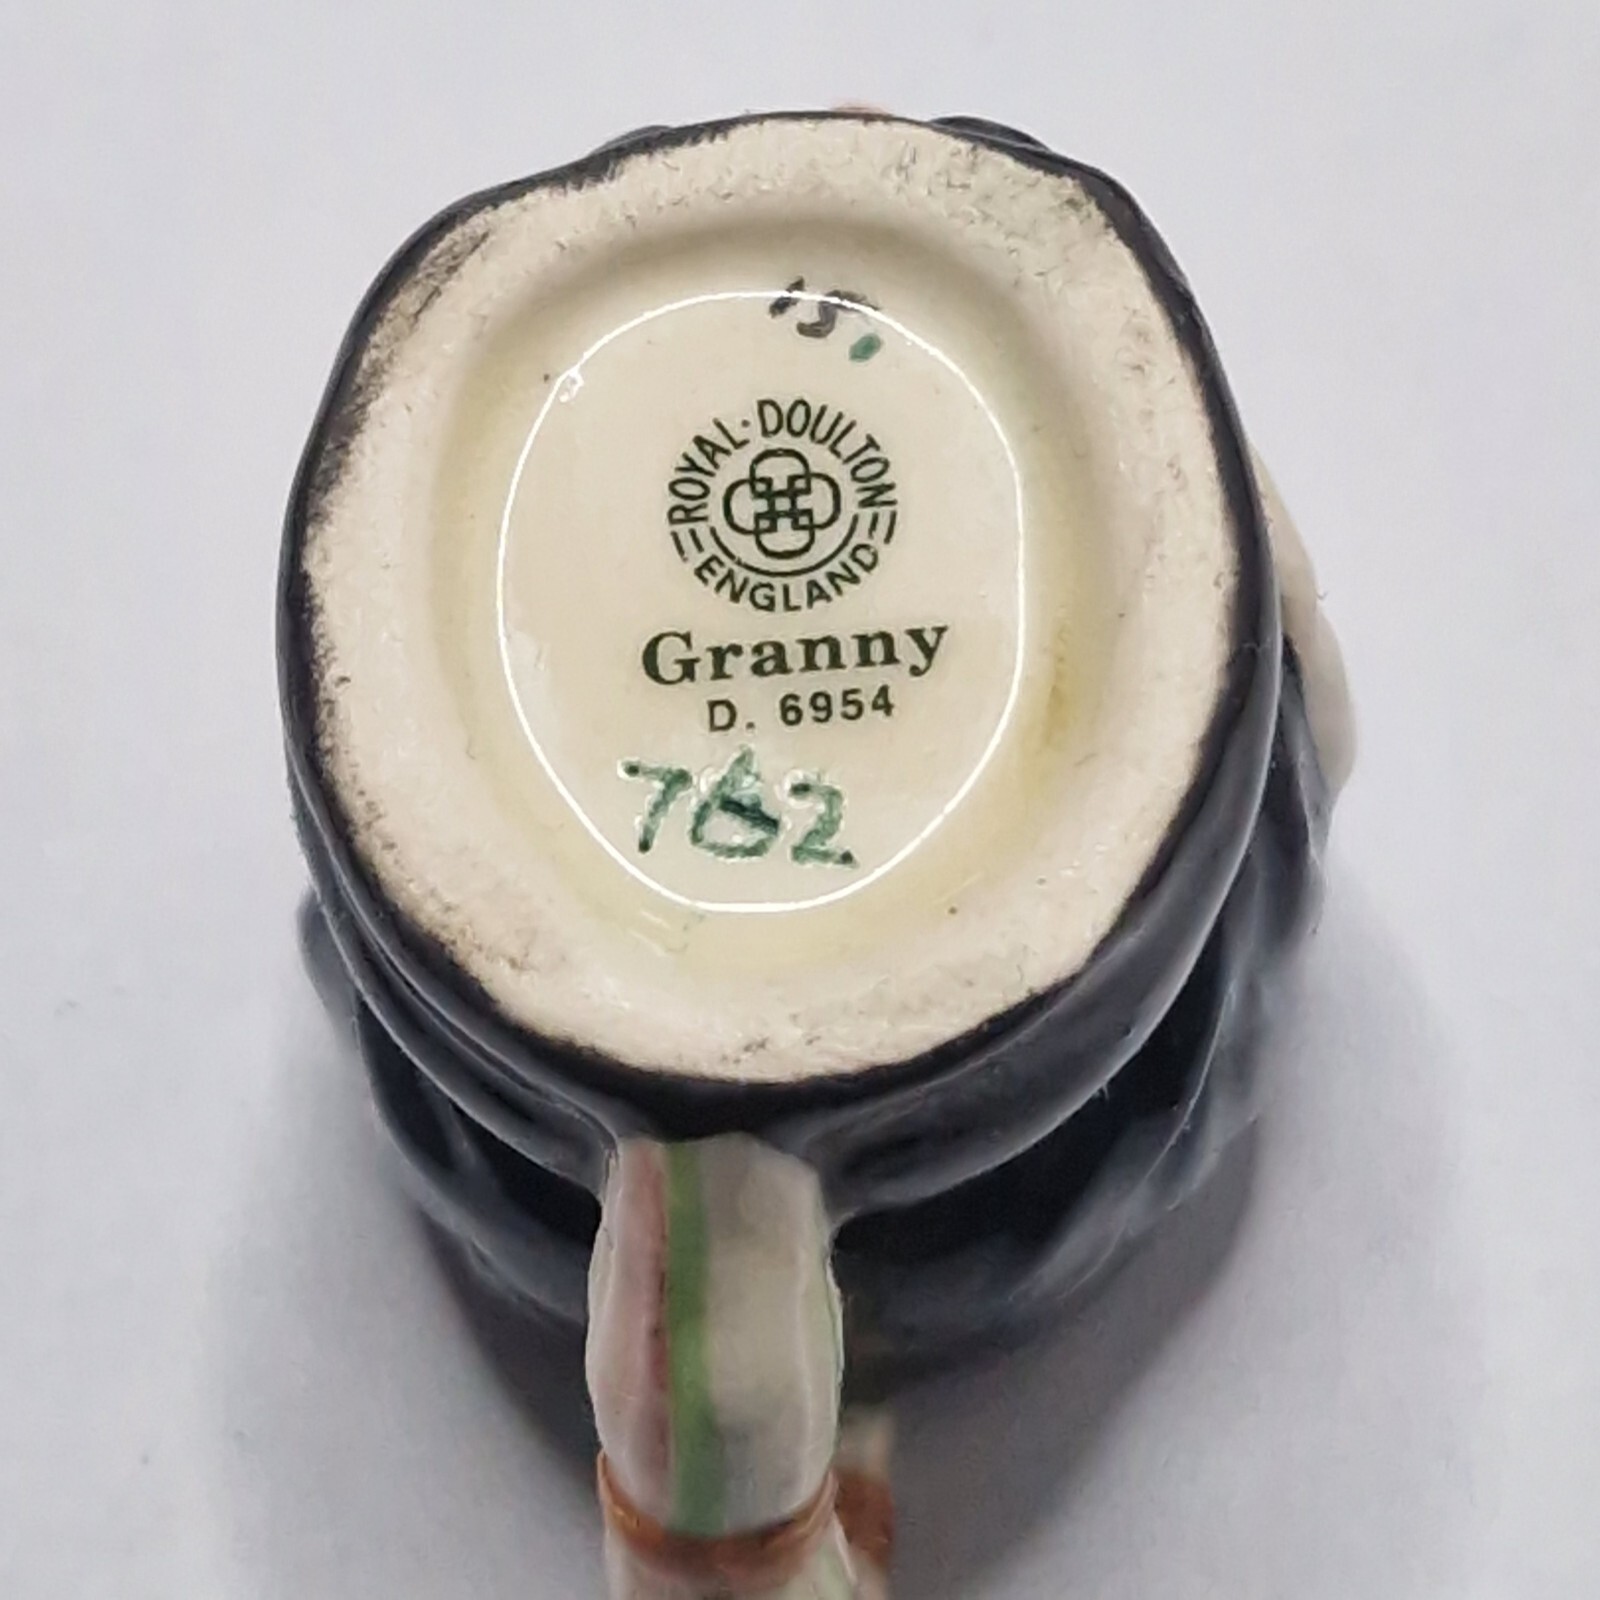 ROYAL·DOULTON
ENGLAND
Granny
D. 6954
762